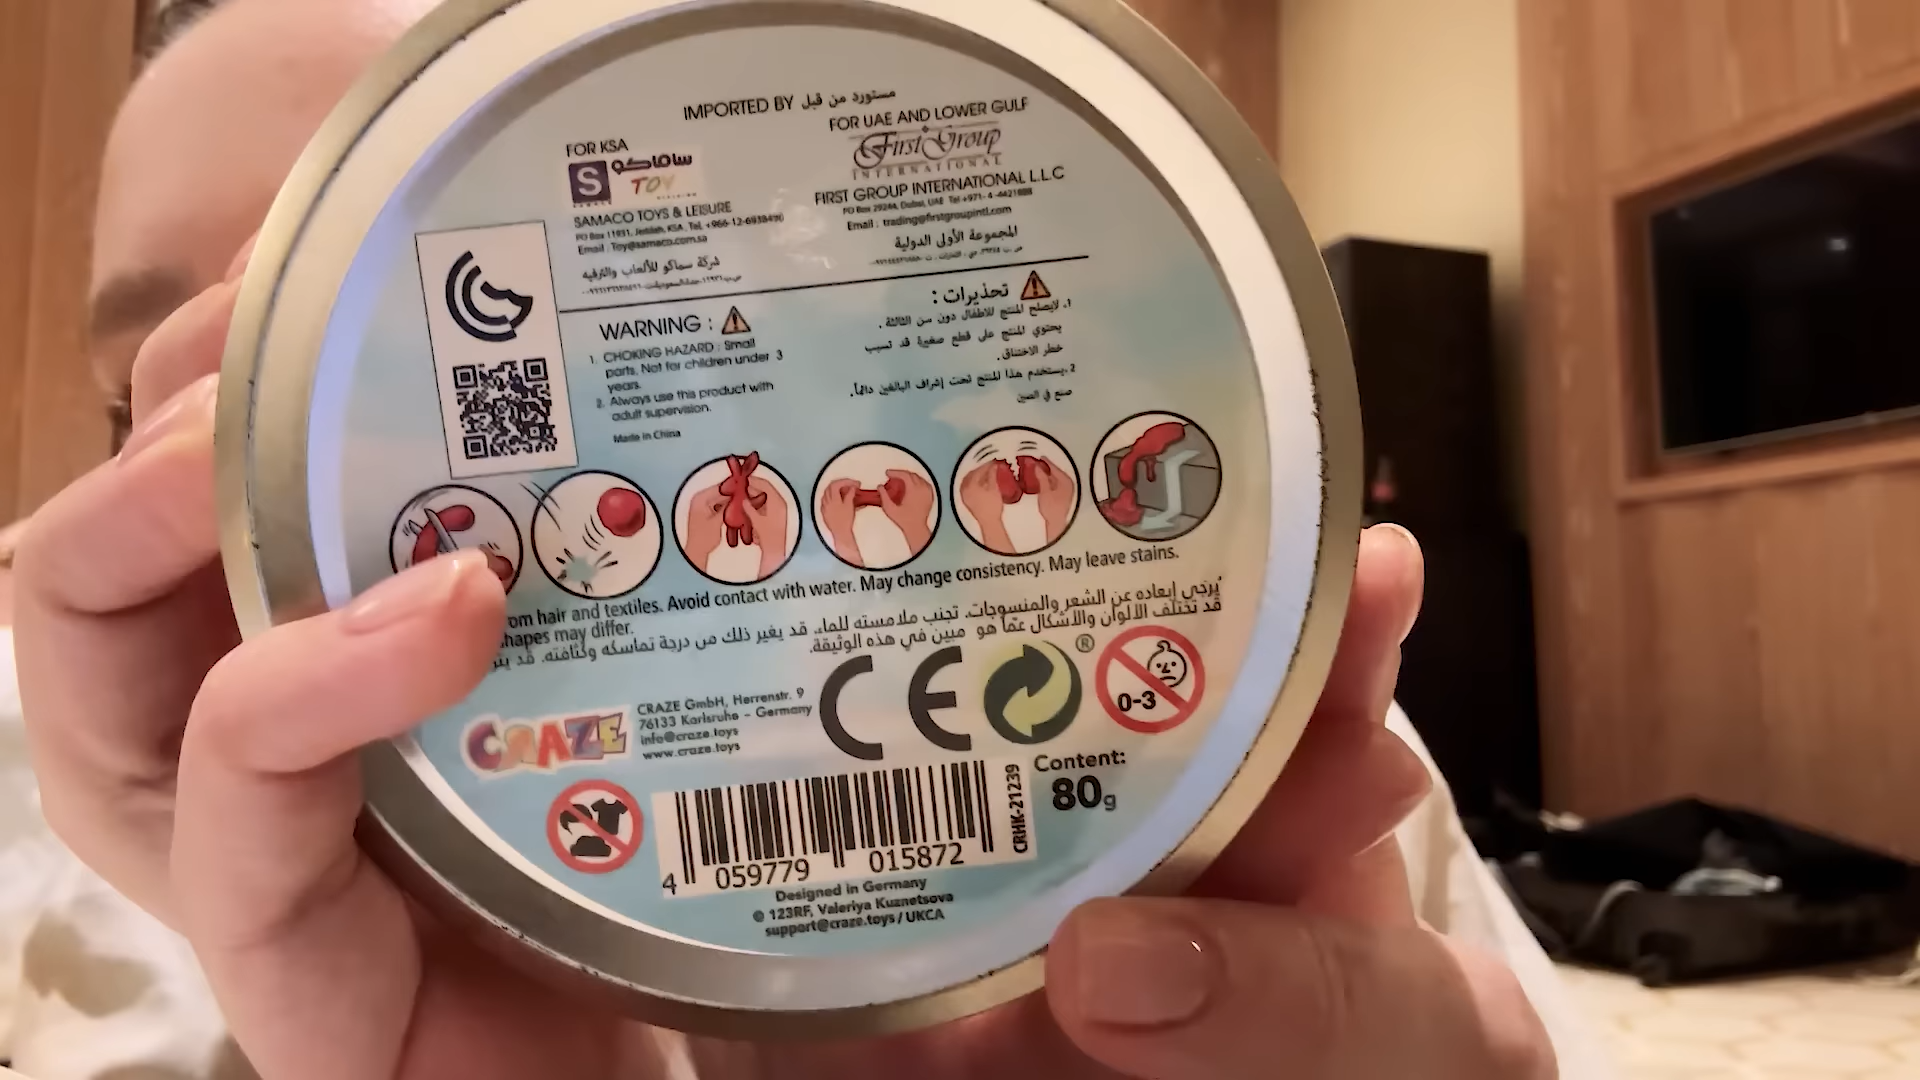 IMPORTED BY مستورد من قبل
FOR KSA
S ساماكو
TOY
SAMACO TOYS & LEISURE
PO Box 11931, Jeddah, KSA, Tel. +966-12-6938496
Email : Toy@samaco.com.sa
شركة سماكو للألعاب والترفيه
FOR UAE AND LOWER GULF
First Group
INTERNATIONAL
FIRST GROUP INTERNATIONAL L.L.C
PO Box 29244, Dubai, UAE Tel +971-4-4421888
Email : trading@firstgroupintl.com
المجموعة الأولى الدولية
WARNING :
1. CHOKING HAZARD : Small
parts. Not for children under 3
years.
2. Always use this product with
adult supervision.
Made in China
تحذيرات :
1. لايصلح المنتج للاطفال دون سن الثالثة .
يحتوي المنتج على قطع صغيرة قد تسبب
خطر الاختناق.
2.يستخدم هذا المنتج تحت إشراف البالغين دائماً.
صنع في الصين
om hair and textiles. Avoid contact with water. May change consistency. May leave stains.
hapes may differ.
يُرجى إبعاده عن الشعر والمنسوجات. تجنب ملامسته للماء. قد يغير ذلك من درجة تماسكه وكثافته. قد
قد تختلف الألوان والأشكال عمّا هو مبين في هذه الوثيقة.
CRAZE
CRAZE GmbH, Herrenstr. 9
76133 Karlsruhe - Germany
info@craze.toys
www.craze.toys
CE
®
0-3
Content:
80g
4 059779 015872
CRHK-21239
Designed in Germany
© 123RF, Valeriya Kuznetsova
support@craze.toys / UKCA